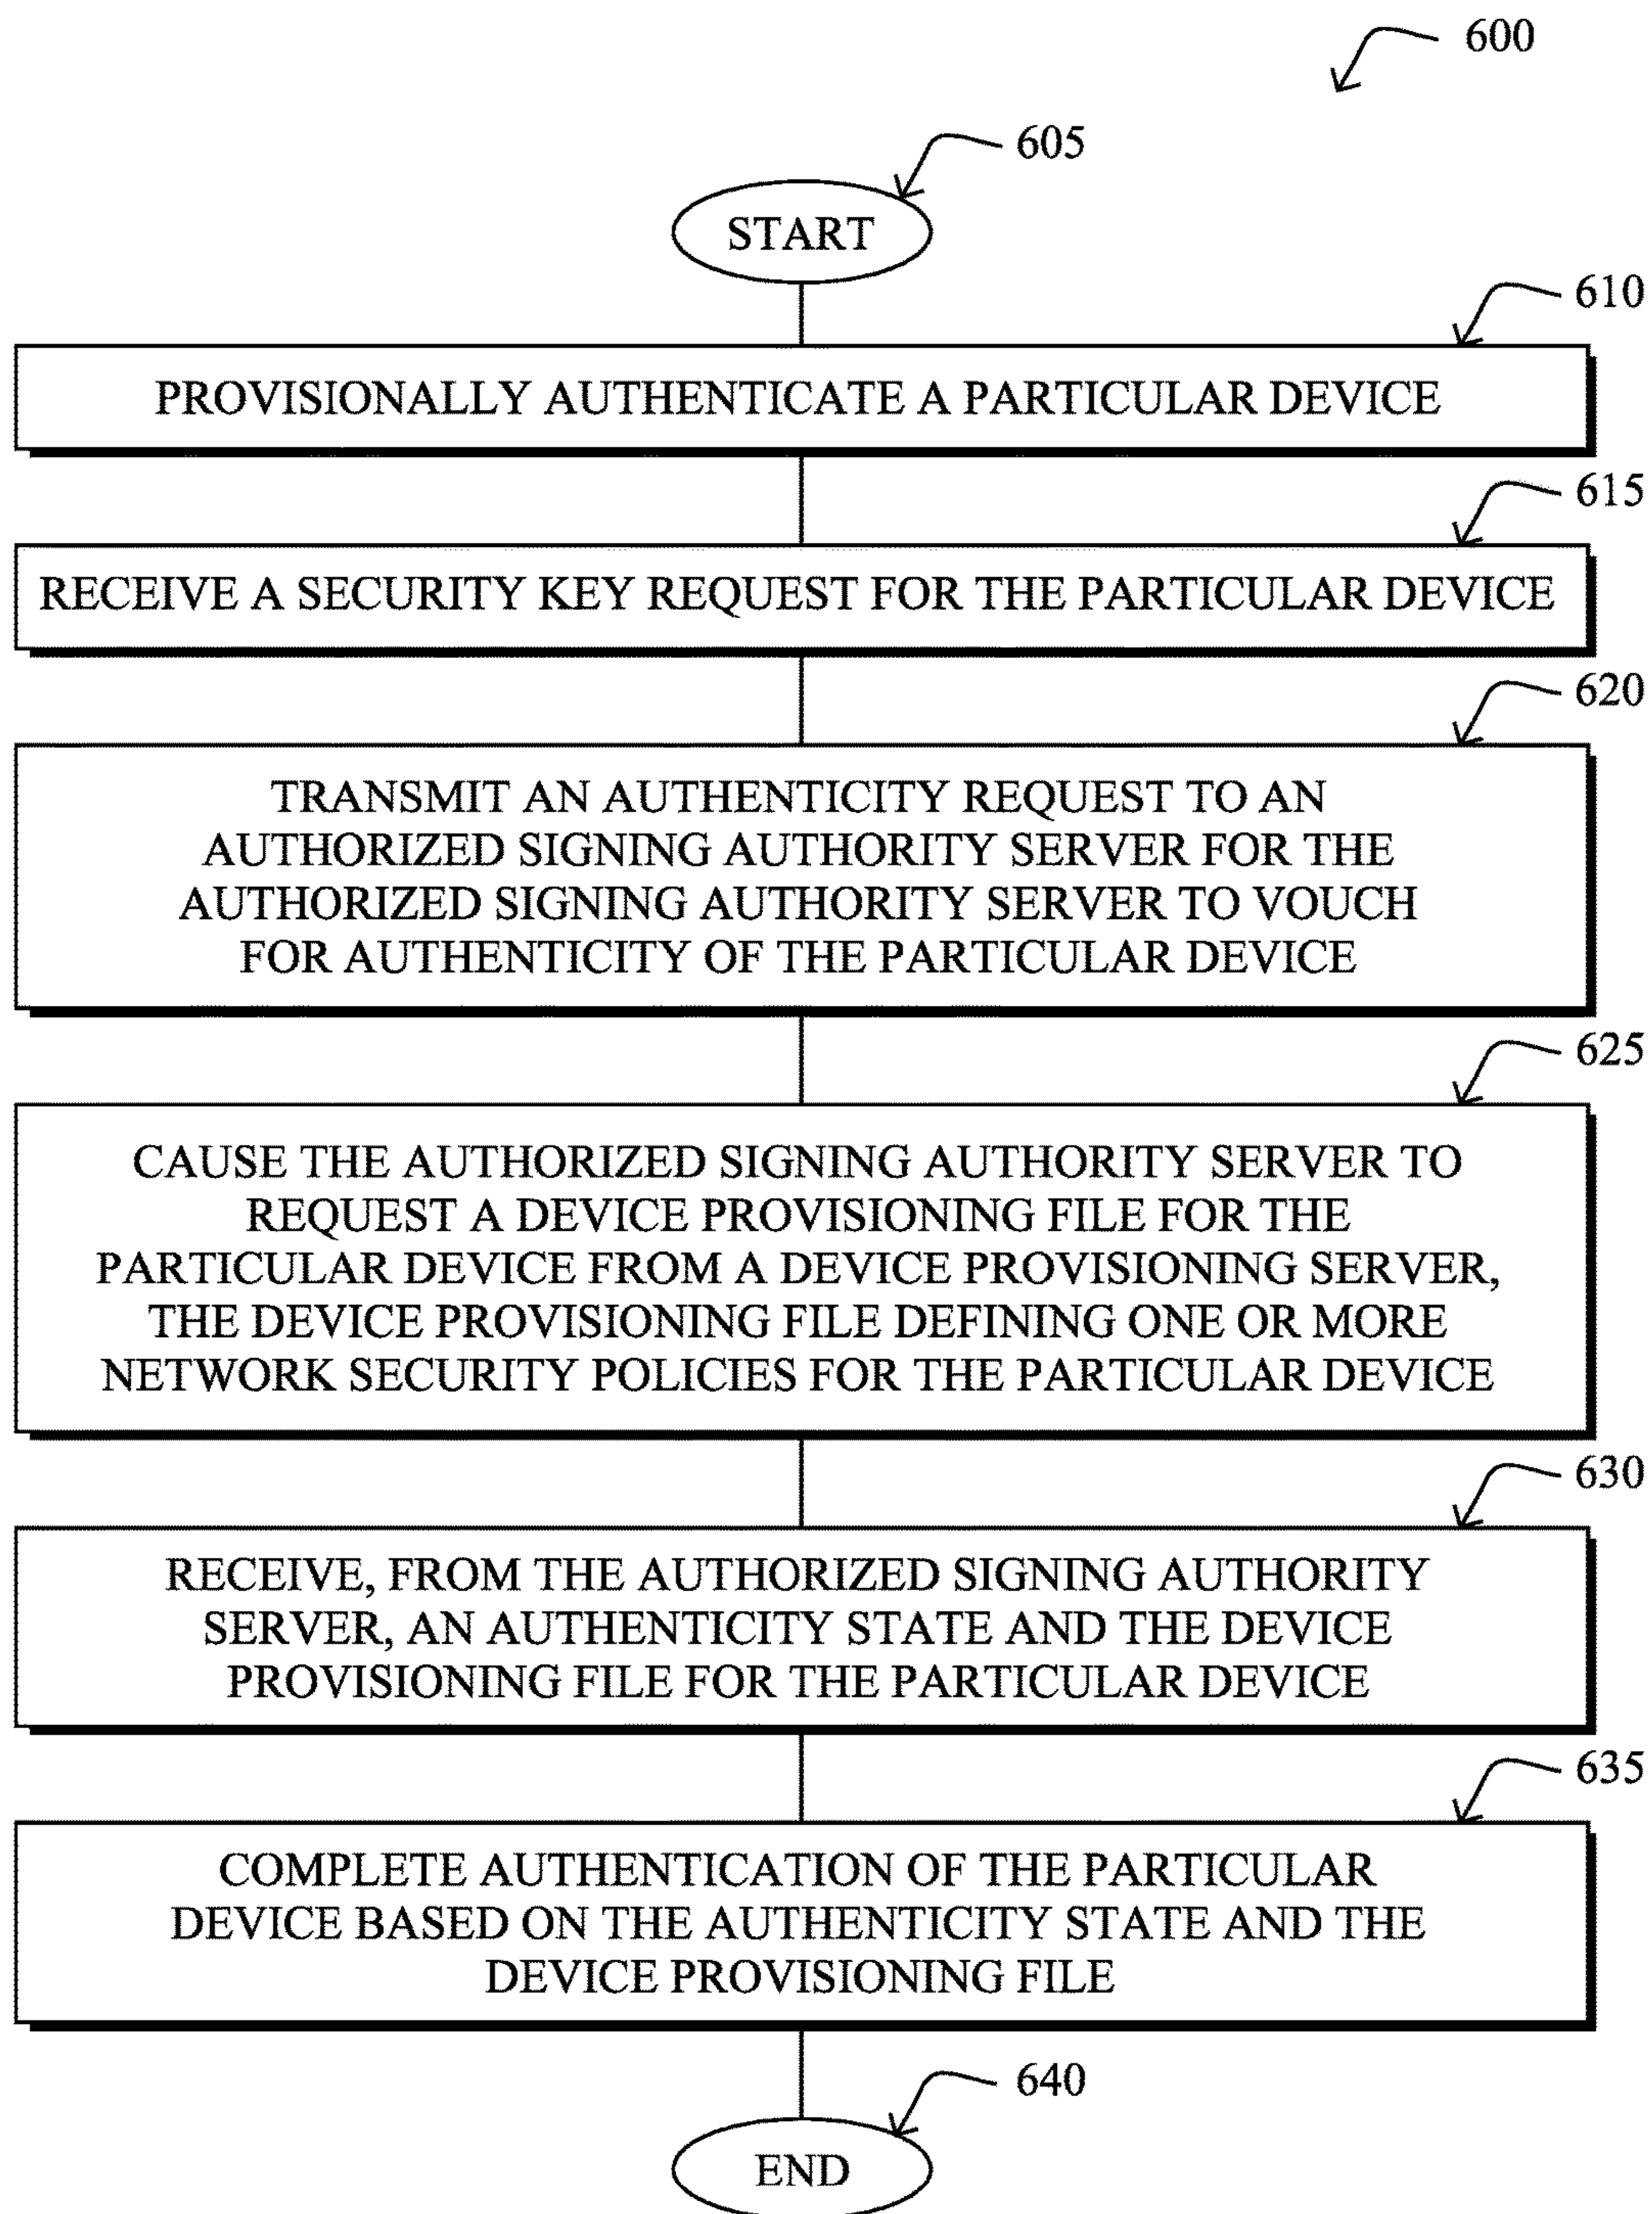 600
605
START
610
PROVISIONALLY AUTHENTICATE A PARTICULAR DEVICE
615
RECEIVE A SECURITY KEY REQUEST FOR THE PARTICULAR DEVICE
620
TRANSMIT AN AUTHENTICITY REQUEST TO AN
AUTHORIZED SIGNING AUTHORITY SERVER FOR THE
AUTHORIZED SIGNING AUTHORITY SERVER TO VOUCH
FOR AUTHENTICITY OF THE PARTICULAR DEVICE
625
CAUSE THE AUTHORIZED SIGNING AUTHORITY SERVER TO
REQUEST A DEVICE PROVISIONING FILE FOR THE
PARTICULAR DEVICE FROM A DEVICE PROVISIONING SERVER,
THE DEVICE PROVISIONING FILE DEFINING ONE OR MORE
NETWORK SECURITY POLICIES FOR THE PARTICULAR DEVICE
630
RECEIVE, FROM THE AUTHORIZED SIGNING AUTHORITY
SERVER, AN AUTHENTICITY STATE AND THE DEVICE
PROVISIONING FILE FOR THE PARTICULAR DEVICE
635
COMPLETE AUTHENTICATION OF THE PARTICULAR
DEVICE BASED ON THE AUTHENTICITY STATE AND THE
DEVICE PROVISIONING FILE
640
END